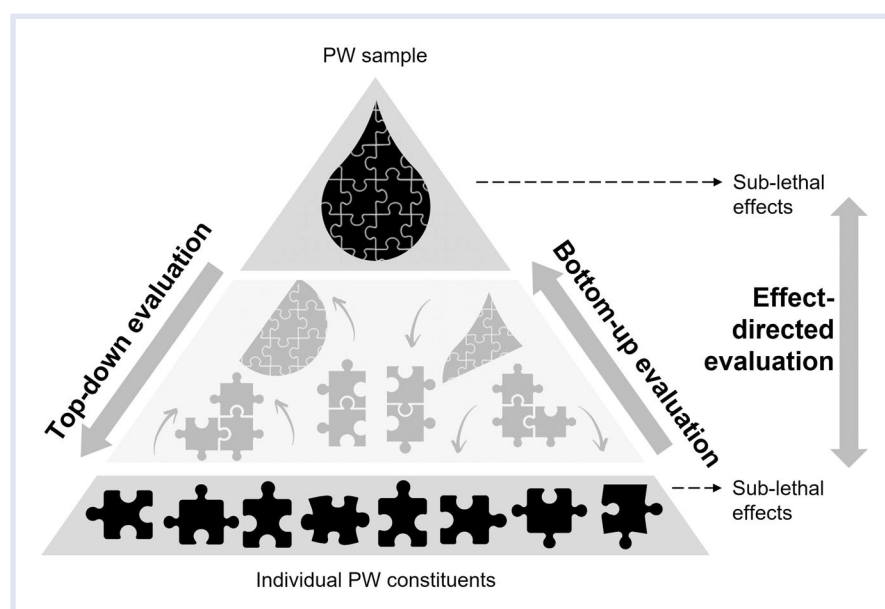 PW sample
Sub-lethal
effects
Top-down evaluation
Bottom-up evaluation
Effect-
directed
evaluation
Sub-lethal
effects
Individual PW constituents